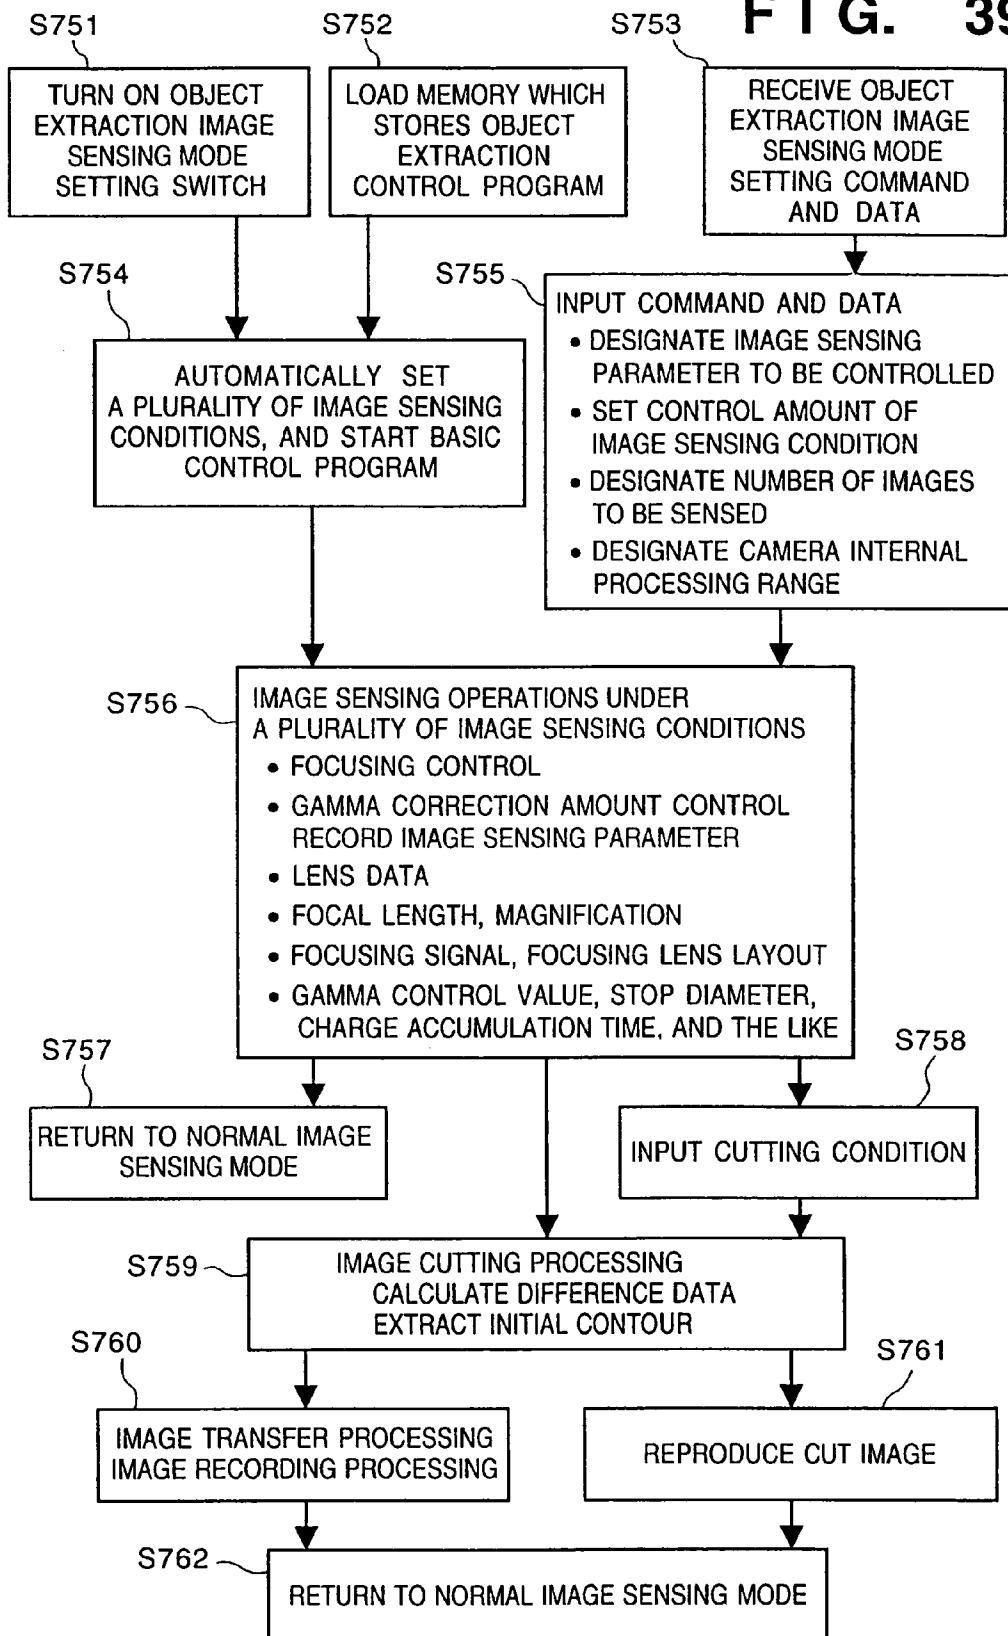 FIG. 39
S751
TURN ON OBJECT
EXTRACTION IMAGE
SENSING MODE
SETTING SWITCH
S752
LOAD MEMORY WHICH
STORES OBJECT
EXTRACTION
CONTROL PROGRAM
S753
RECEIVE OBJECT
EXTRACTION IMAGE
SENSING MODE
SETTING COMMAND
AND DATA
S754
AUTOMATICALLY SET
A PLURALITY OF IMAGE SENSING
CONDITIONS, AND START BASIC
CONTROL PROGRAM
S755
INPUT COMMAND AND DATA
• DESIGNATE IMAGE SENSING
PARAMETER TO BE CONTROLLED
• SET CONTROL AMOUNT OF
IMAGE SENSING CONDITION
• DESIGNATE NUMBER OF IMAGES
TO BE SENSED
• DESIGNATE CAMERA INTERNAL
PROCESSING RANGE
S756
IMAGE SENSING OPERATIONS UNDER
A PLURALITY OF IMAGE SENSING CONDITIONS
• FOCUSING CONTROL
• GAMMA CORRECTION AMOUNT CONTROL
RECORD IMAGE SENSING PARAMETER
• LENS DATA
• FOCAL LENGTH, MAGNIFICATION
• FOCUSING SIGNAL, FOCUSING LENS LAYOUT
• GAMMA CONTROL VALUE, STOP DIAMETER,
CHARGE ACCUMULATION TIME, AND THE LIKE
S757
RETURN TO NORMAL IMAGE
SENSING MODE
S758
INPUT CUTTING CONDITION
S759
IMAGE CUTTING PROCESSING
CALCULATE DIFFERENCE DATA
EXTRACT INITIAL CONTOUR
S760
IMAGE TRANSFER PROCESSING
IMAGE RECORDING PROCESSING
S761
REPRODUCE CUT IMAGE
S762
RETURN TO NORMAL IMAGE SENSING MODE